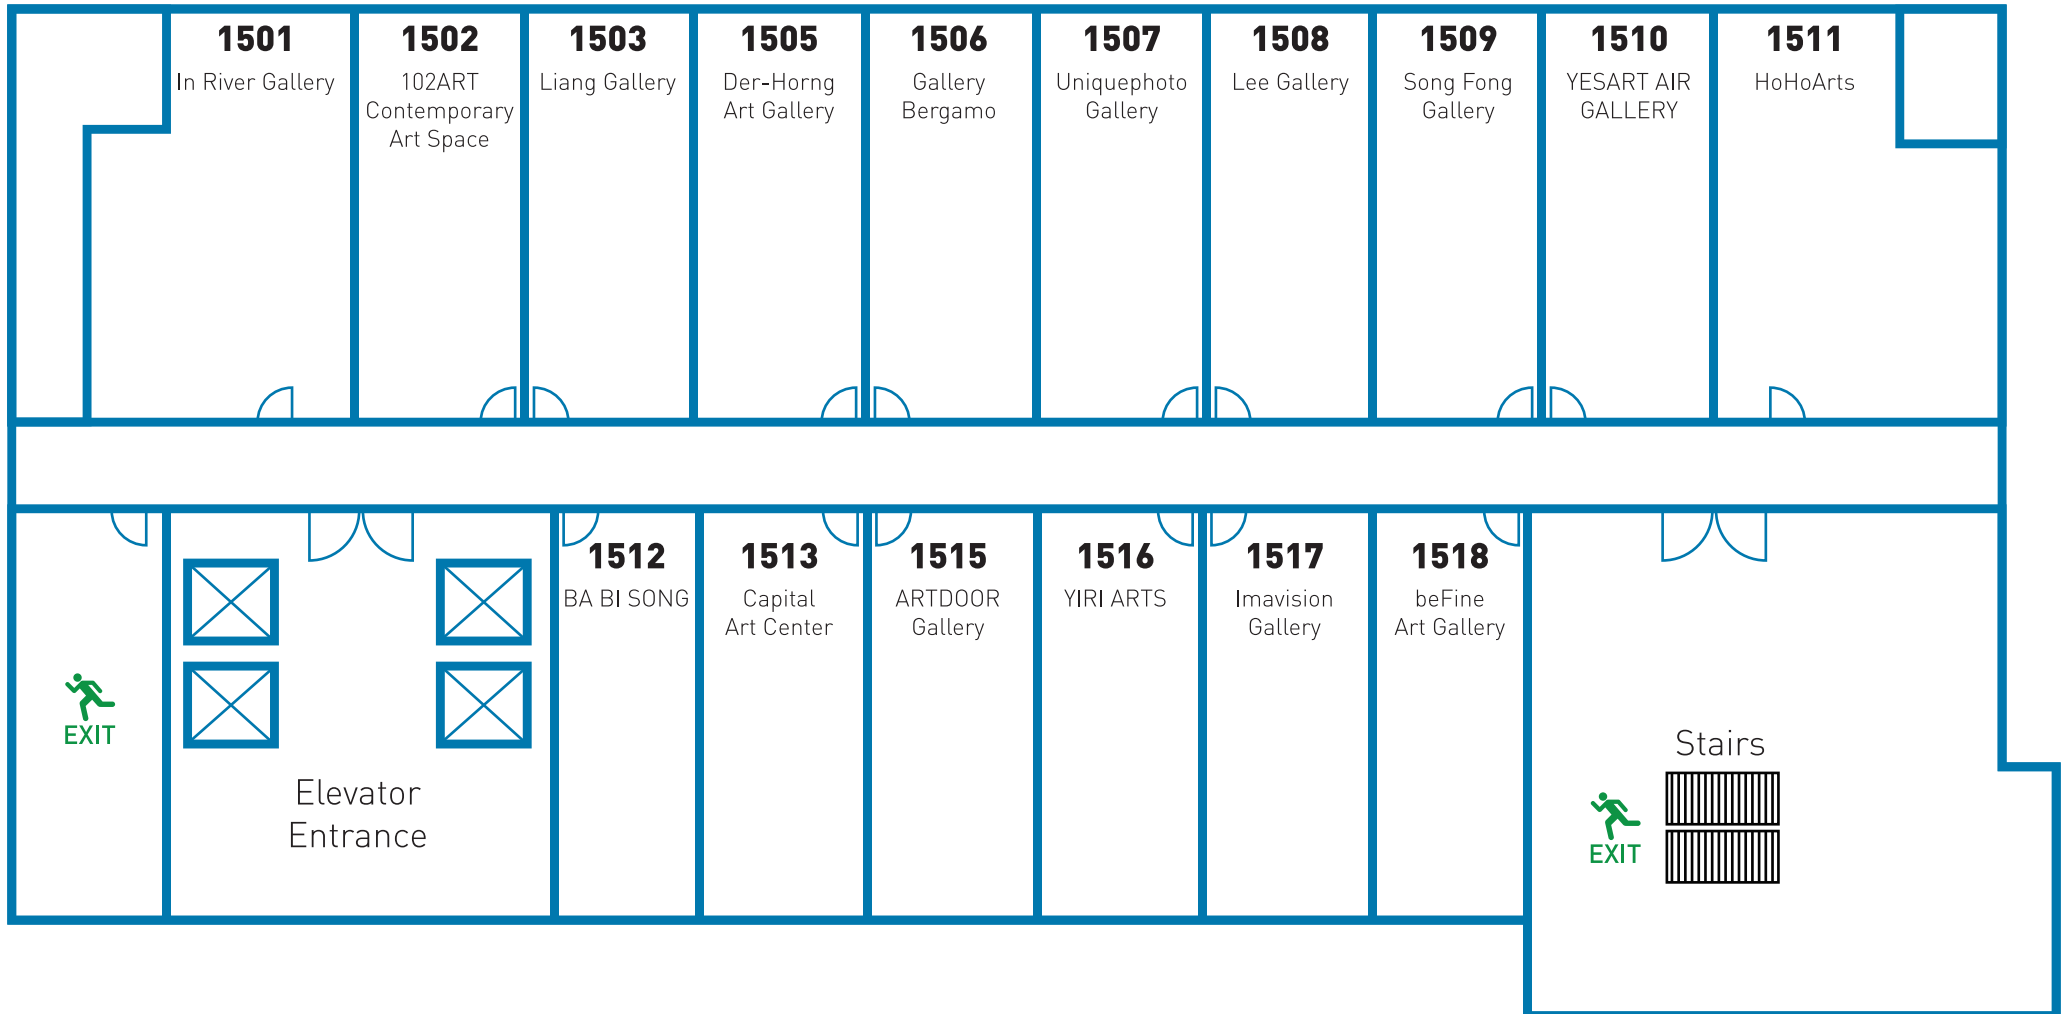 1501
In River Gallery
1502
102ART
Contemporary
Art Space
1503
Liang Gallery
1505
Der-Horng
Art Gallery
1506
Gallery
Bergamo
1507
Uniquephoto
Gallery
1508
Lee Gallery
1509
Song Fong
Gallery
1510
YESART AIR
GALLERY
1511
HoHoArts
EXIT
Elevator
Entrance
1512
BA BI SONG
1513
Capital
Art Center
1515
ARTDOOR
Gallery
1516
YIRI ARTS
1517
Imavision
Gallery
1518
beFine
Art Gallery
Stairs
EXIT